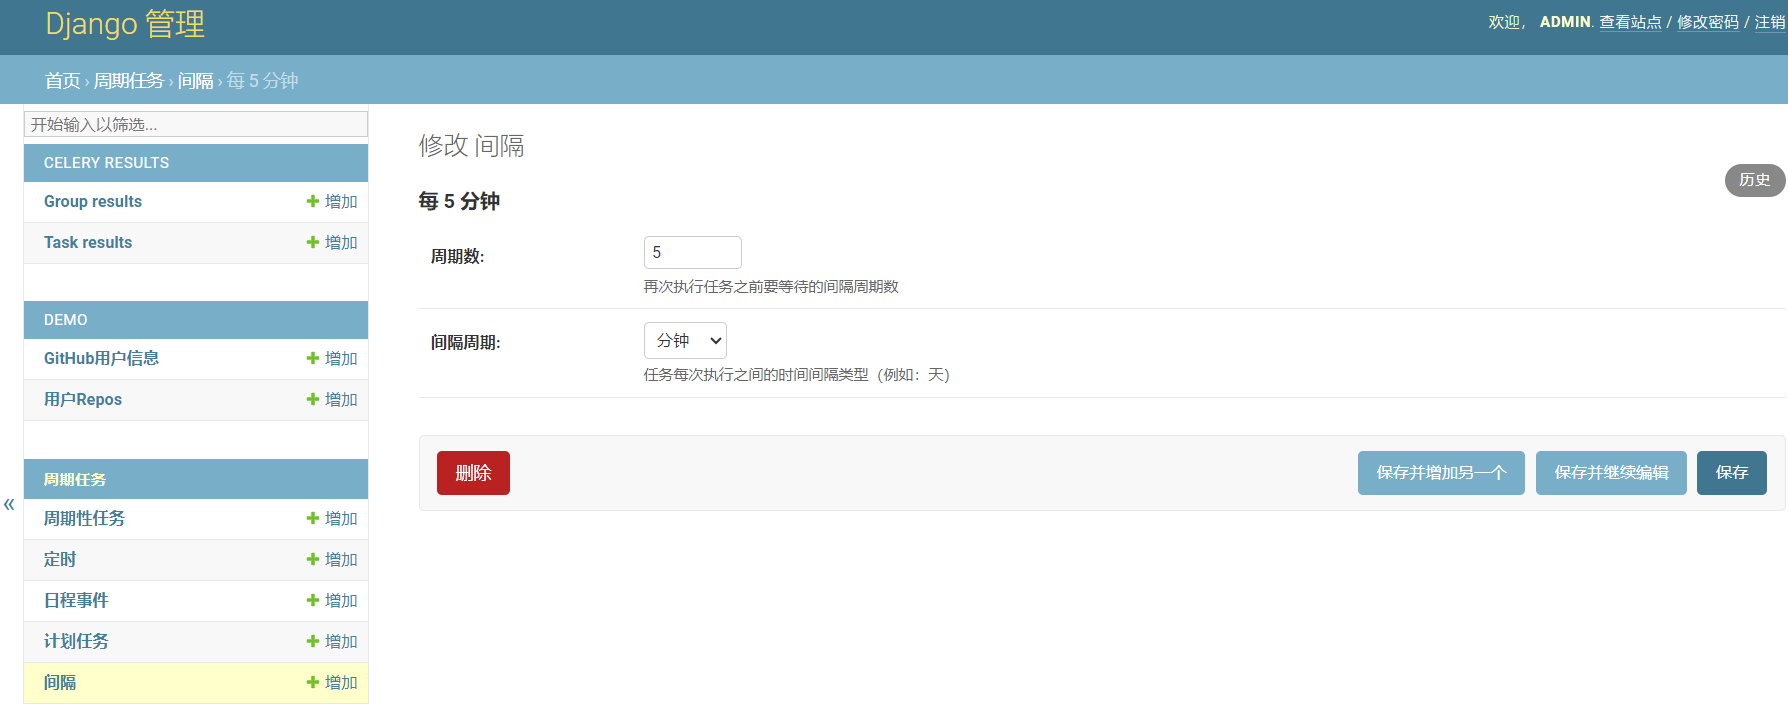 Django 管理
欢迎， ADMIN. 查看站点 / 修改密码 / 注销
首页 › 周期任务 › 间隔 › 每 5 分钟
开始输入以筛选...
CELERY RESULTS
Group results 增加
Task results 增加
DEMO
GitHub用户信息 增加
用户Repos 增加
周期任务
周期性任务 增加
定时 增加
日程事件 增加
计划任务 增加
间隔 增加
«
修改 间隔
历史
每 5 分钟
周期数: 5
再次执行任务之前要等待的间隔周期数
间隔周期: 分钟
任务每次执行之间的时间间隔类型（例如：天）
删除 保存并增加另一个 保存并继续编辑 保存